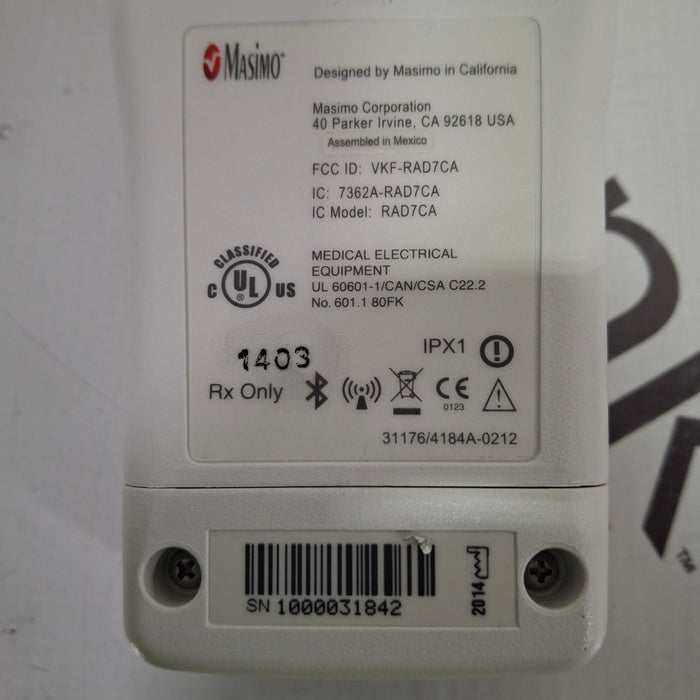 MASIMO™
Designed by Masimo in California
Masimo Corporation
40 Parker Irvine, CA 92618 USA
Assembled in Mexico
FCC ID: VKF-RAD7CA
IC: 7362A-RAD7CA
IC Model: RAD7CA
CLASSIFIED
C UL® US
MEDICAL ELECTRICAL
EQUIPMENT
UL 60601-1/CAN/CSA C22.2
No. 601.1 80FK
1403
IPX1
Rx Only
CE
0123
31176/4184A-0212
SN 1000031842
2014
TM